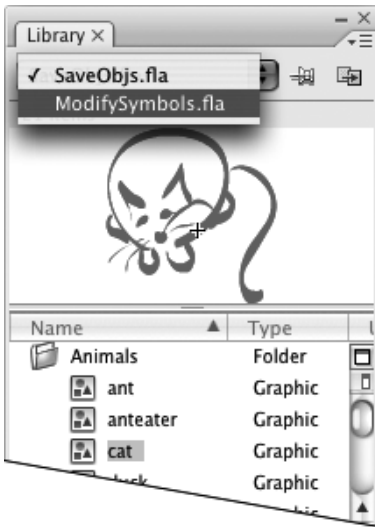 Library ×
✓ SaveObjs.fla
ModifySymbols.fla
Name Type
Animals Folder
ant Graphic
anteater Graphic
cat Graphic
Graphic